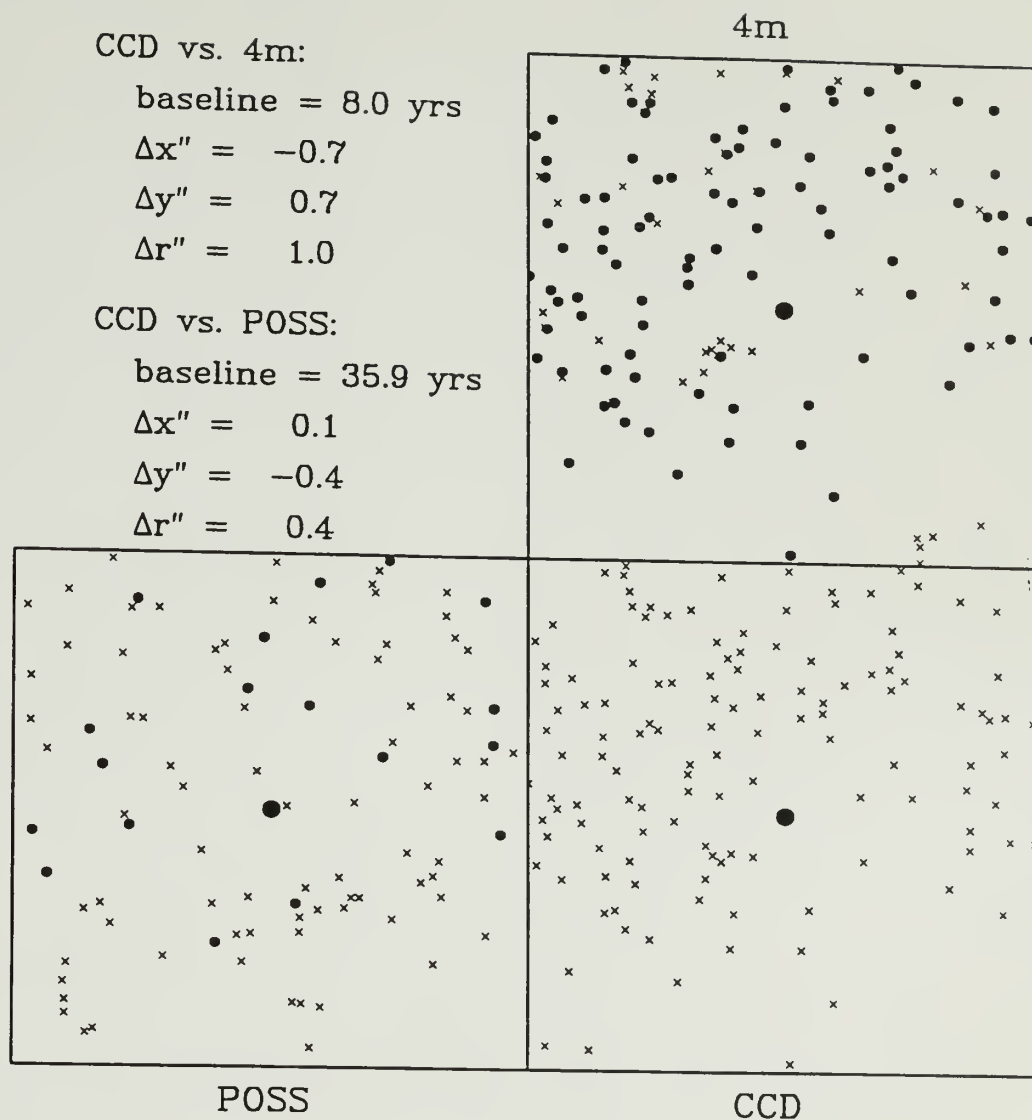 4m
CCD vs. 4m:
baseline = 8.0 yrs
Δx" = −0.7
Δy" = 0.7
Δr" = 1.0
CCD vs. POSS:
baseline = 35.9 yrs
Δx" = 0.1
Δy" = −0.4
Δr" = 0.4
POSS
CCD